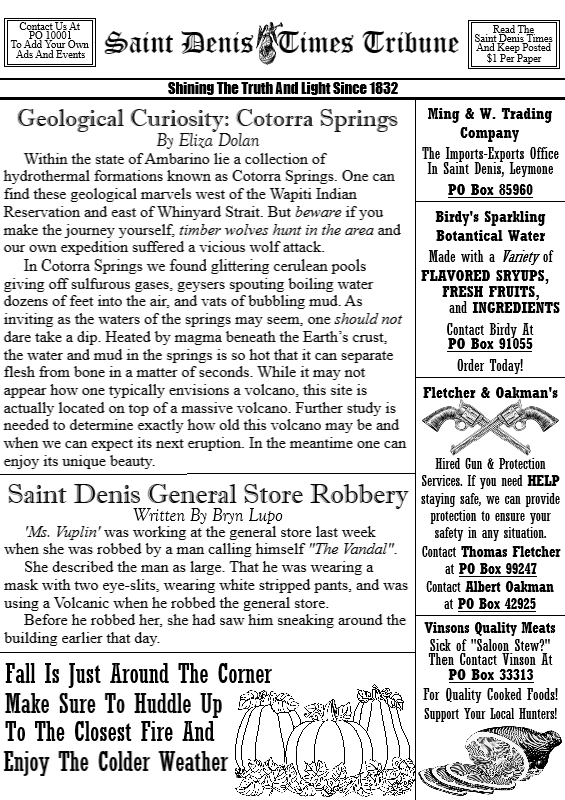 Contact Us At
PO 10001
To Add Your Own
Ads And Events
Saint Denis Times Tribune
Read The
Saint Denis Times
And Keep Posted
$1 Per Paper
Shining The Truth And Light Since 1832
Geological Curiosity: Cotorra Springs
By Eliza Dolan
Within the state of Ambarino lie a collection of
hydrothermal formations known as Cotorra Springs. One can
find these geological marvels west of the Wapiti Indian
Reservation and east of Whinyard Strait. But beware if you
make the journey yourself, timber wolves hunt in the area and
our own expedition suffered a vicious wolf attack.
In Cotorra Springs we found glittering cerulean pools
giving off sulfurous gases, geysers spouting boiling water
dozens of feet into the air, and vats of bubbling mud. As
inviting as the waters of the springs may seem, one should not
dare take a dip. Heated by magma beneath the Earth's crust,
the water and mud in the springs is so hot that it can separate
flesh from bone in a matter of seconds. While it may not
appear how one typically envisions a volcano, this site is
actually located on top of a massive volcano. Further study is
needed to determine exactly how old this volcano may be and
when we can expect its next eruption. In the meantime one can
enjoy its unique beauty.
Saint Denis General Store Robbery
Written By Bryn Lupo
'Ms. Vuplin' was working at the general store last week
when she was robbed by a man calling himself "The Vandal".
She described the man as large. That he was wearing a
mask with two eye-slits, wearing white stripped pants, and was
using a Volcanic when he robbed the general store.
Before he robbed her, she had saw him sneaking around the
building earlier that day.
Fall Is Just Around The Corner
Make Sure To Huddle Up
To The Closest Fire And
Enjoy The Colder Weather
Ming & W. Trading
Company
The Imports-Exports Office
In Saint Denis, Leymone
PO Box 85960
Birdy's Sparkling
Botanical Water
Made with a Variety of
FLAVORED SRYUPS,
FRESH FRUITS,
and INGREDIENTS
Contact Birdy At
PO Box 91055
Order Today!
Fletcher & Oakman's
Hired Gun & Protection
Services. If you need HELP
staying safe, we can provide
protection to ensure your
safety in any situation.
Contact Thomas Fletcher
at PO Box 99247
Contact Albert Oakman
at PO Box 42925
Vinsons Quality Meats
Sick of "Saloon Stew?"
Then Contact Vinson At
PO Box 33313
For Quality Cooked Foods!
Support Your Local Hunters!